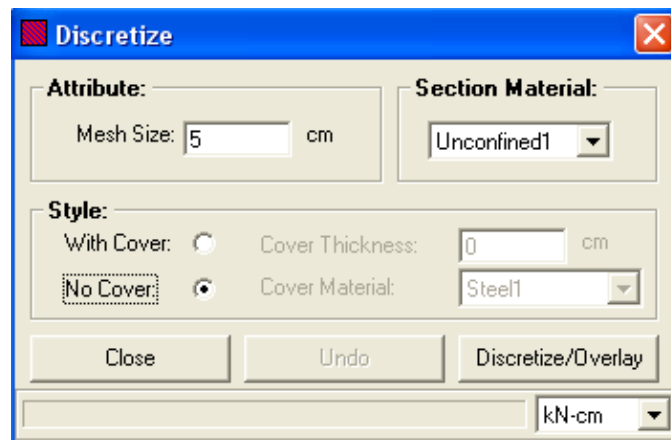 Discretize
Attribute:
Mesh Size: 5 cm
Section Material:
Unconfined1
Style:
With Cover: Cover Thickness: 0 cm
No Cover: Cover Material: Steel1
Close Undo Discretize/Overlay
kN-cm